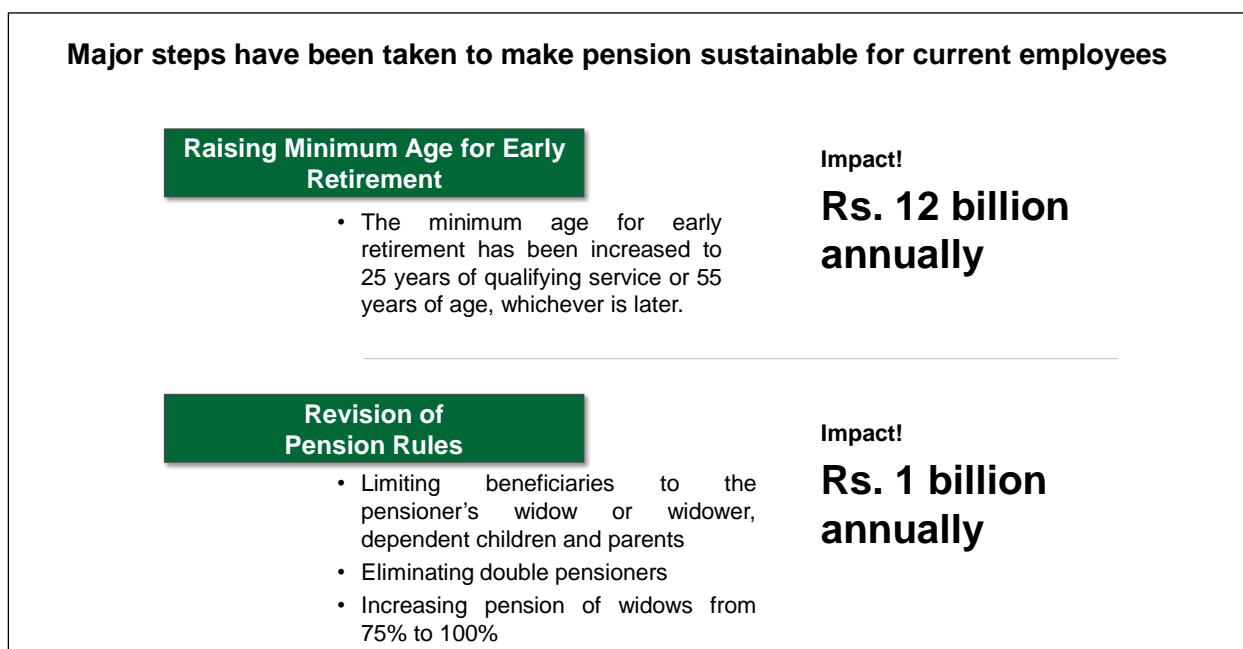 Major steps have been taken to make pension sustainable for current employees
Raising Minimum Age for Early
Retirement
• The minimum age for early
retirement has been increased to
25 years of qualifying service or 55
years of age, whichever is later.
Impact!
Rs. 12 billion
annually
Revision of
Pension Rules
• Limiting beneficiaries to the
pensioner’s widow or widower,
dependent children and parents
• Eliminating double pensioners
• Increasing pension of widows from
75% to 100%
Impact!
Rs. 1 billion
annually